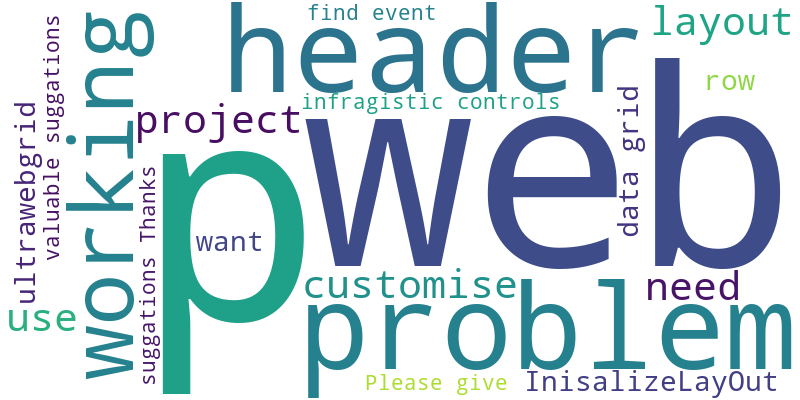 find event
layout
header
working
valuable suggations
row
ultrawebgrid
infragistic controls
data grid
project
web
p
suggations Thanks
want
customise
need
use
problem
Please give
InisalizeLayOut